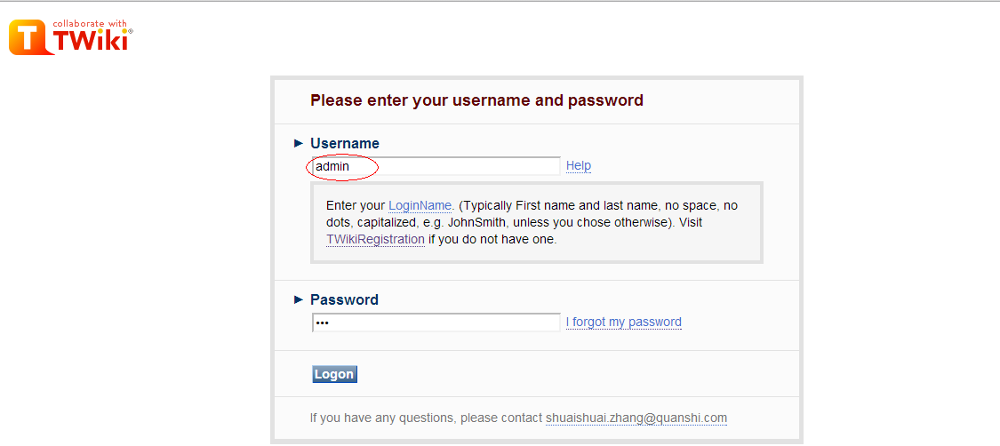 collaborate with
TWiki®
Please enter your username and password
Username
admin Help
Enter your LoginName. (Typically First name and last name, no space, no
dots, capitalized, e.g. JohnSmith, unless you chose otherwise). Visit
TWikiRegistration if you do not have one.
Password
••• I forgot my password
Logon
If you have any questions, please contact shuaishuai.zhang@quanshi.com